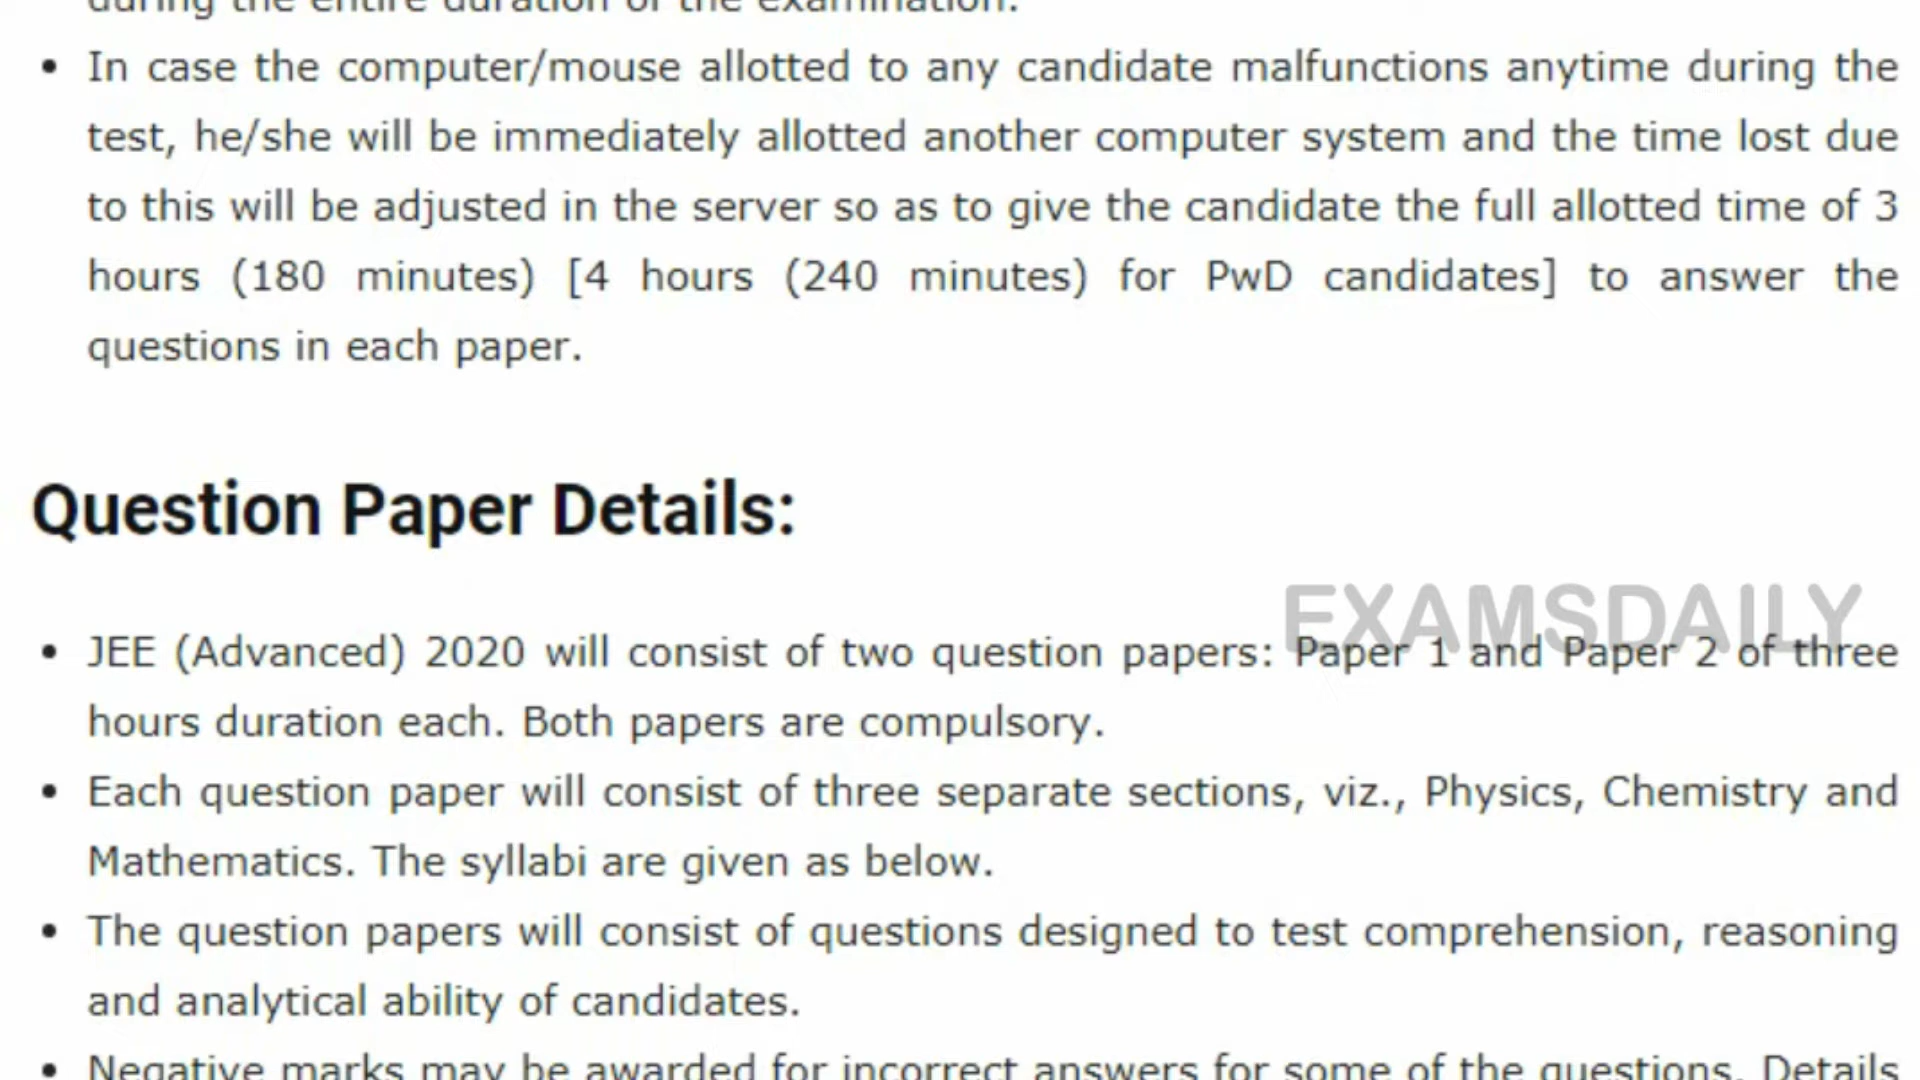 during the entire duration of the examination.
• In case the computer/mouse allotted to any candidate malfunctions anytime during the
test, he/she will be immediately allotted another computer system and the time lost due
to this will be adjusted in the server so as to give the candidate the full allotted time of 3
hours (180 minutes) [4 hours (240 minutes) for PwD candidates] to answer the
questions in each paper.
Question Paper Details:
EXAMSDAILY
• JEE (Advanced) 2020 will consist of two question papers: Paper 1 and Paper 2 of three
hours duration each. Both papers are compulsory.
• Each question paper will consist of three separate sections, viz., Physics, Chemistry and
Mathematics. The syllabi are given as below.
• The question papers will consist of questions designed to test comprehension, reasoning
and analytical ability of candidates.
• Negative marks may be awarded for incorrect answers for some of the questions. Details